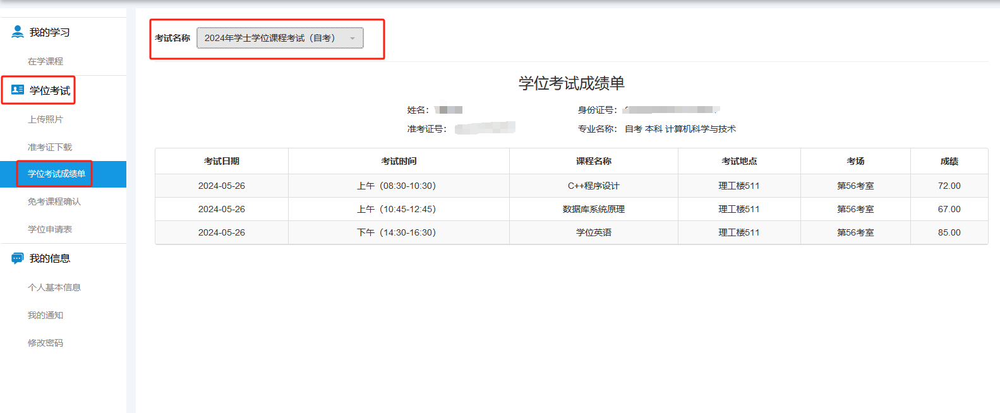 我的学习
在学课程
学位考试
上传照片
准考证下载
学位考试成绩单
免考课程确认
学位申请表
我的信息
个人基本信息
我的通知
修改密码
考试名称 2024年学士学位课程考试（自考）
学位考试成绩单
姓名： 身份证号：
准考证号： 专业名称： 自考 本科 计算机科学与技术
考试日期 考试时间 课程名称 考试地点 考场 成绩
2024-05-26 上午（08:30-10:30） C++程序设计 理工楼511 第56考室 72.00
2024-05-26 上午（10:45-12:45） 数据库系统原理 理工楼511 第56考室 67.00
2024-05-26 下午（14:30-16:30） 学位英语 理工楼511 第56考室 85.00